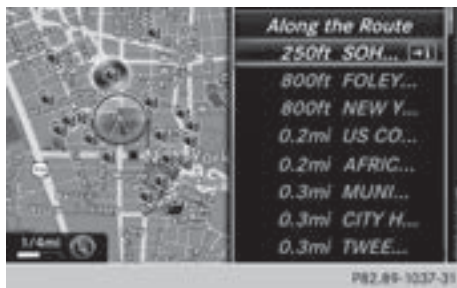 Along the Route
250ft SOH...
800ft FOLEY...
800ft NEW Y...
0.2mi US CO...
0.2mi AFRIC...
0.3mi MUNI...
0.3mi CITY H...
0.3mi TWEE...
1/4mi
P82.89-1037-31